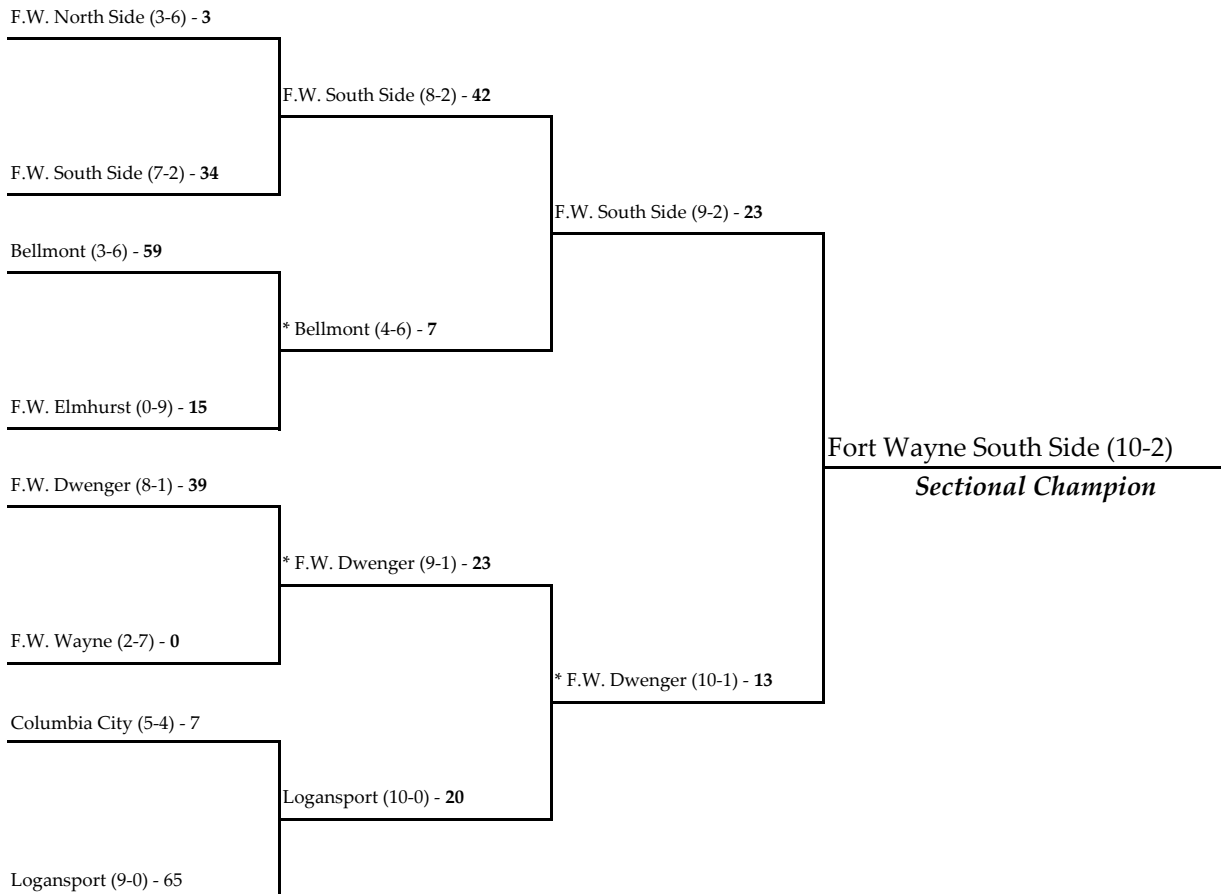 F.W. North Side (3-6) - 3
F.W. South Side (8-2) - 42
F.W. South Side (7-2) - 34
F.W. South Side (9-2) - 23
Bellmont (3-6) - 59
* Bellmont (4-6) - 7
F.W. Elmhurst (0-9) - 15
Fort Wayne South Side (10-2)
Sectional Champion
F.W. Dwenger (8-1) - 39
* F.W. Dwenger (9-1) - 23
F.W. Wayne (2-7) - 0
* F.W. Dwenger (10-1) - 13
Columbia City (5-4) - 7
Logansport (10-0) - 20
Logansport (9-0) - 65